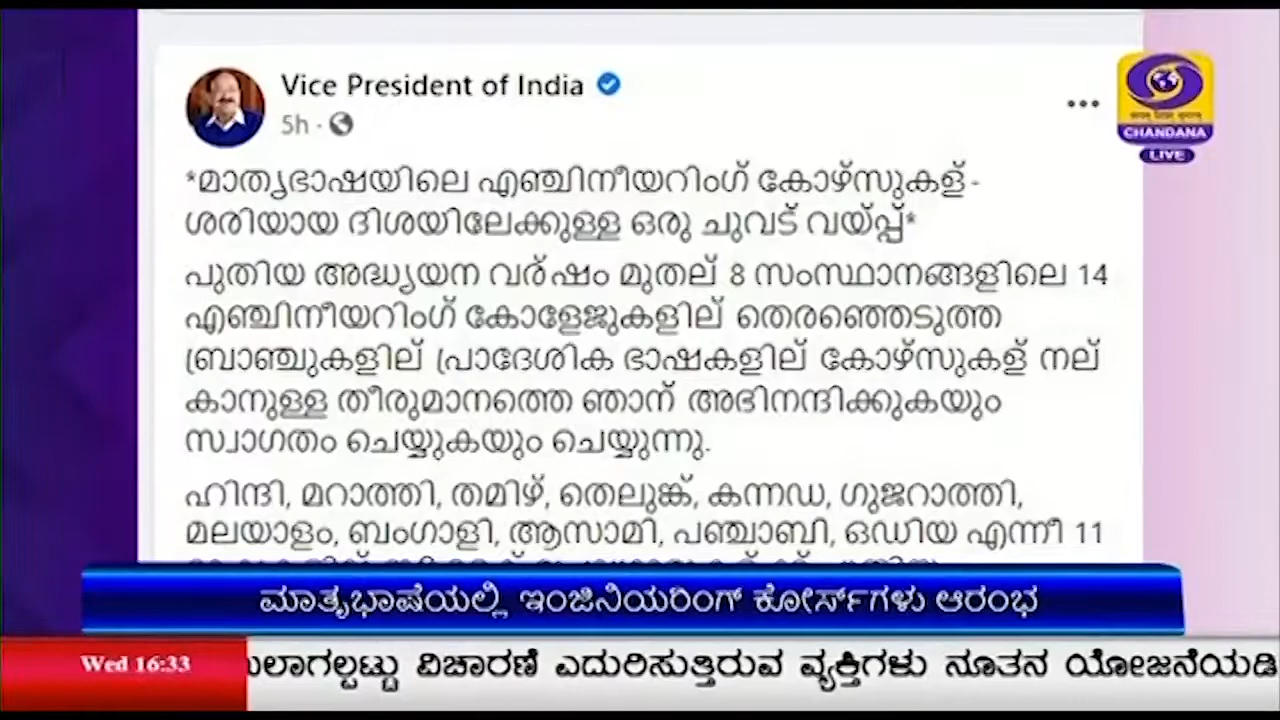 Vice President of India
5h
CHANDANA
LIVE
*മാതൃഭാഷയിലെ എഞ്ചിനീയറിംഗ് കോഴ്സുകള്-
ശരിയായ ദിശയിലേക്കുള്ള ഒരു ചുവട് വയ്പ്പ്*
പുതിയ അദ്ധ്യയന വര്ഷം മുതല് 8 സംസ്ഥാനങ്ങളിലെ 14
എഞ്ചിനീയറിംഗ് കോളേജുകളില് തെരഞ്ഞെടുത്ത
ബ്രാഞ്ചുകളില് പ്രാദേശിക ഭാഷകളില് കോഴ്സുകള് നല്
കാനുള്ള തീരുമാനത്തെ ഞാന് അഭിനന്ദിക്കുകയും
സ്വാഗതം ചെയ്യുകയും ചെയ്യുന്നു.
ഹിന്ദി, മറാത്തി, തമിഴ്, തെലുങ്ക്, കന്നഡ, ഗുജറാത്തി,
മലയാളം, ബംഗാളി, ആസാമി, പഞ്ചാബി, ഒഡിയ എന്നീ 11
ಮಾತೃಭಾಷೆಯಲ್ಲಿ ಇಂಜಿನಿಯರಿಂಗ್ ಕೋರ್ಸ್‌ಗಳು ಆರಂಭ
Wed 16:33
ವಿಚಾರಣೆ ಎದುರಿಸುತ್ತಿರುವ ವ್ಯಕ್ತಿಗಳು ನೂತನ ಯೋಜನೆಯಡಿ